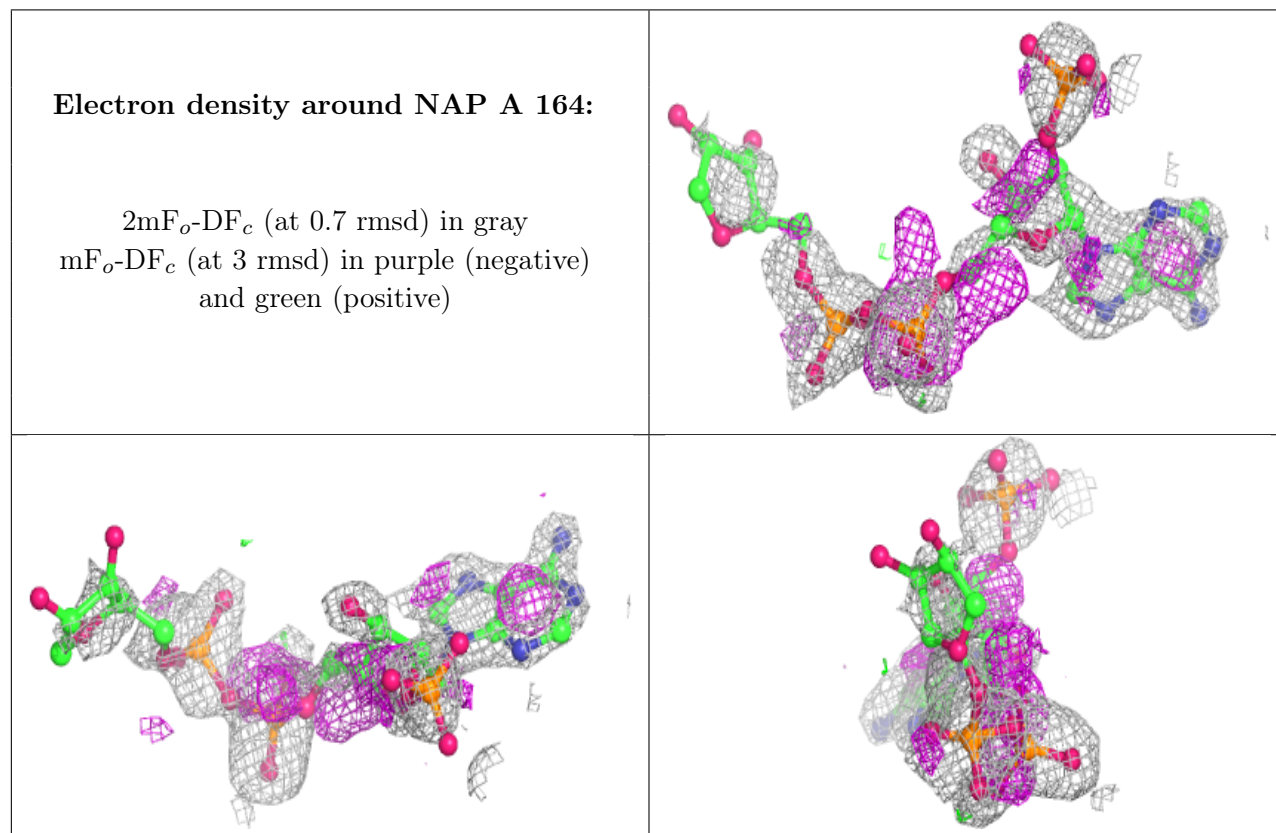 Electron density around NAP A 164:
2mFₒ-DF𝒸 (at 0.7 rmsd) in gray
mFₒ-DF𝒸 (at 3 rmsd) in purple (negative)
and green (positive)